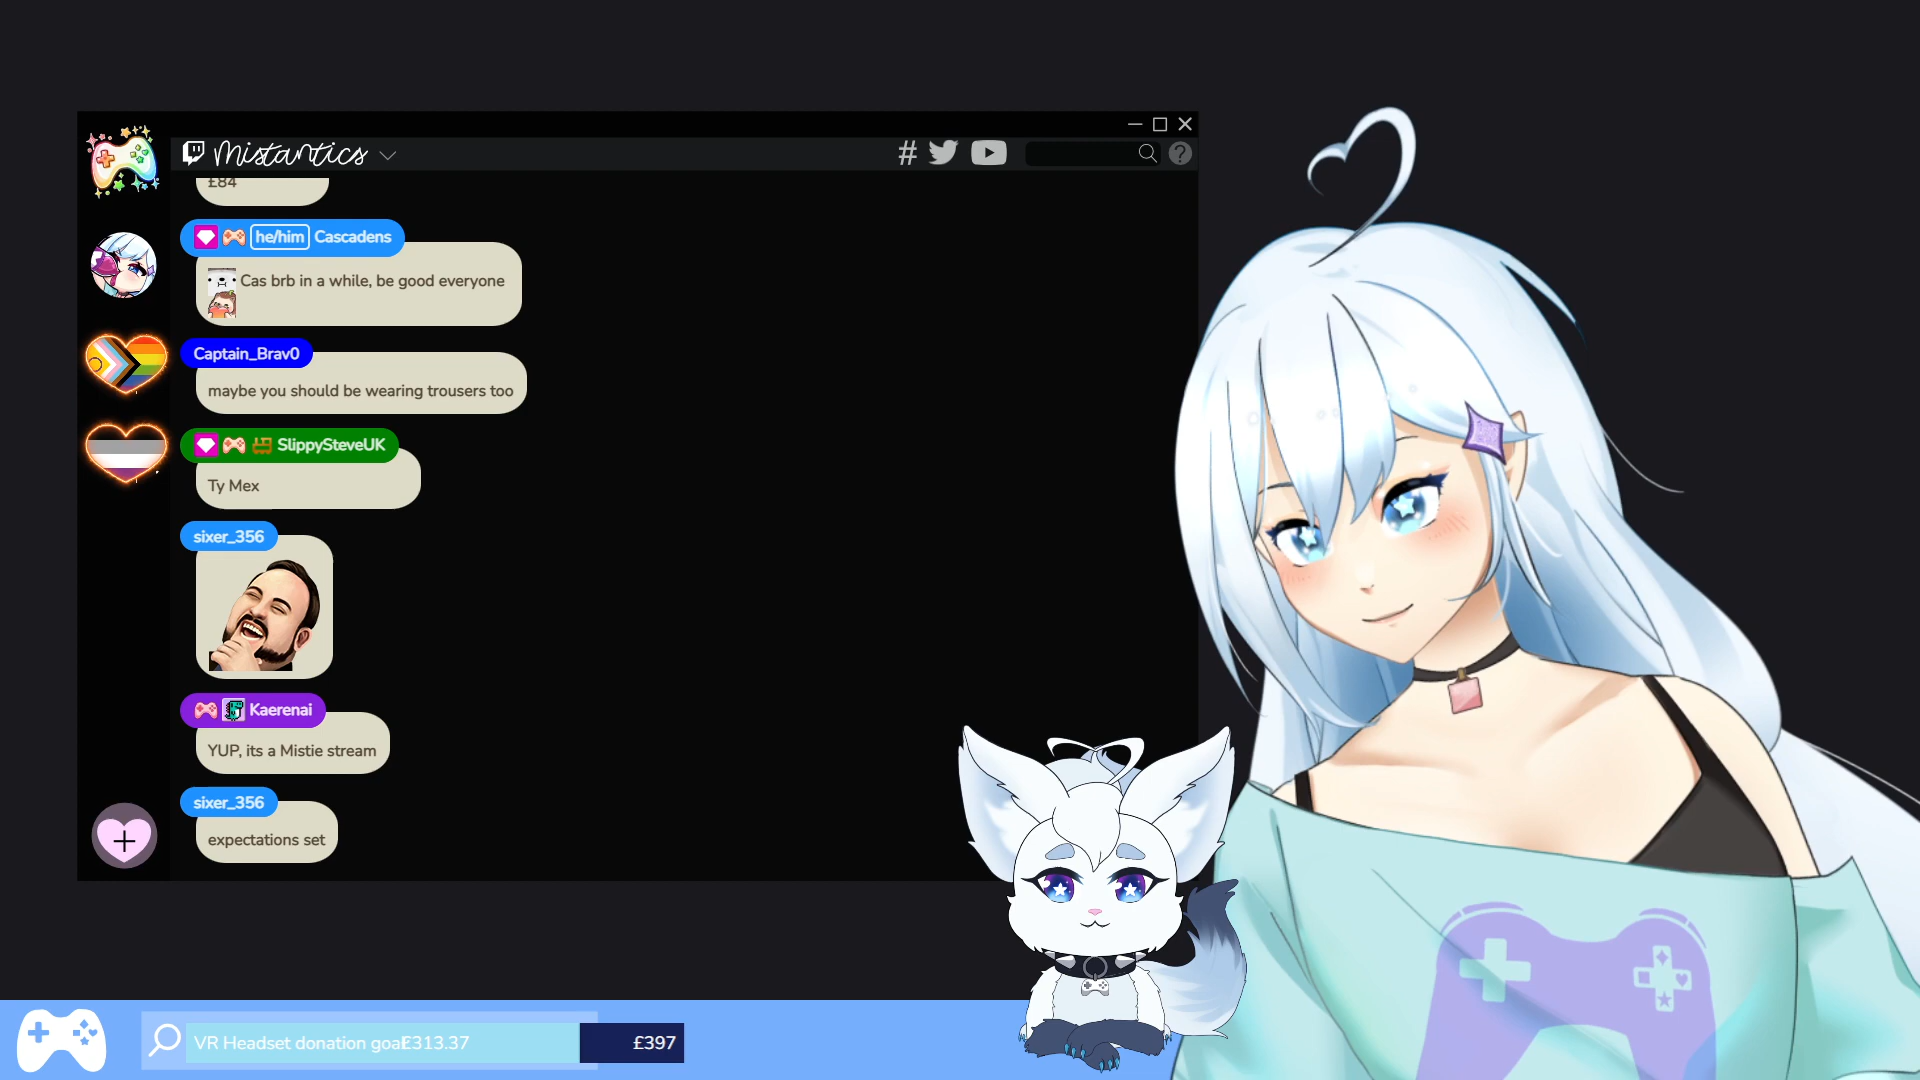 Mistantics
#
?
£84
he/him Cascadens
Cas brb in a while, be good everyone
Captain_Brav0
maybe you should be wearing trousers too
SlippySteveUK
Ty Mex
sixer_356
Kaerenai
YUP, its a Mistie stream
sixer_356
expectations set
VR Headset donation goal£313.37
£397